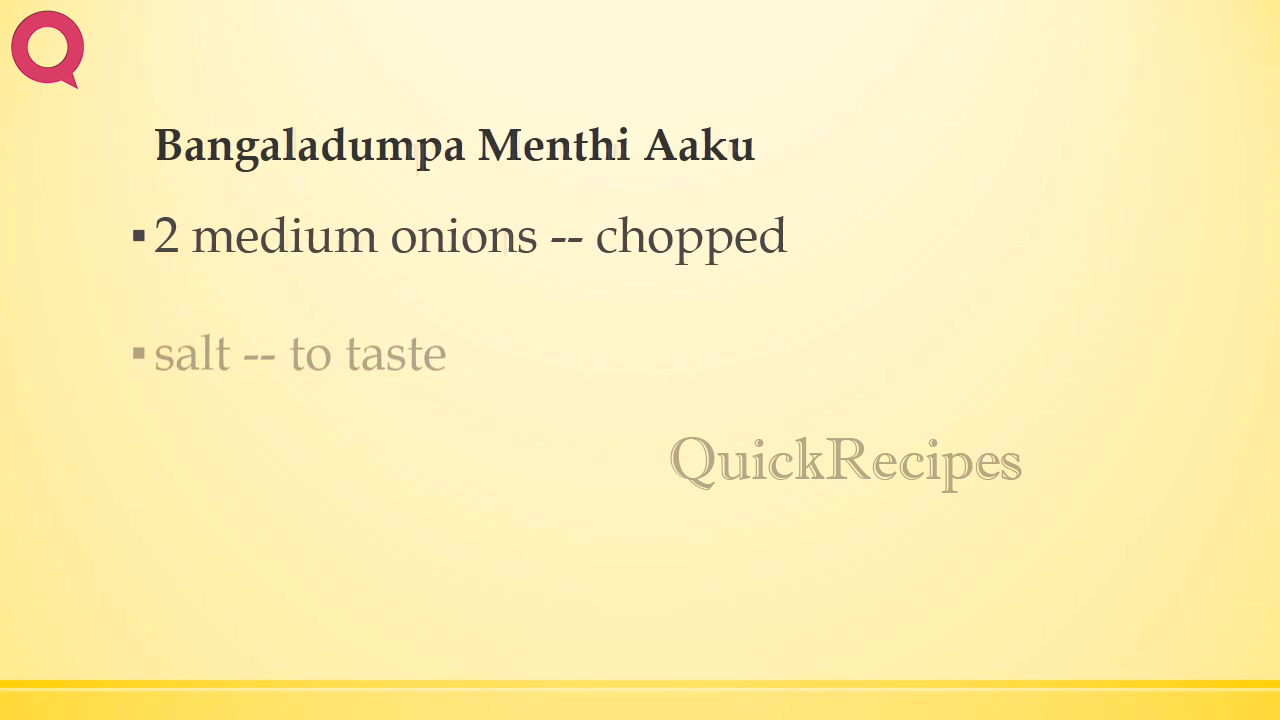 Bangaladumpa Menthi Aaku
▪ 2 medium onions -- chopped
▪ salt -- to taste
QuickRecipes